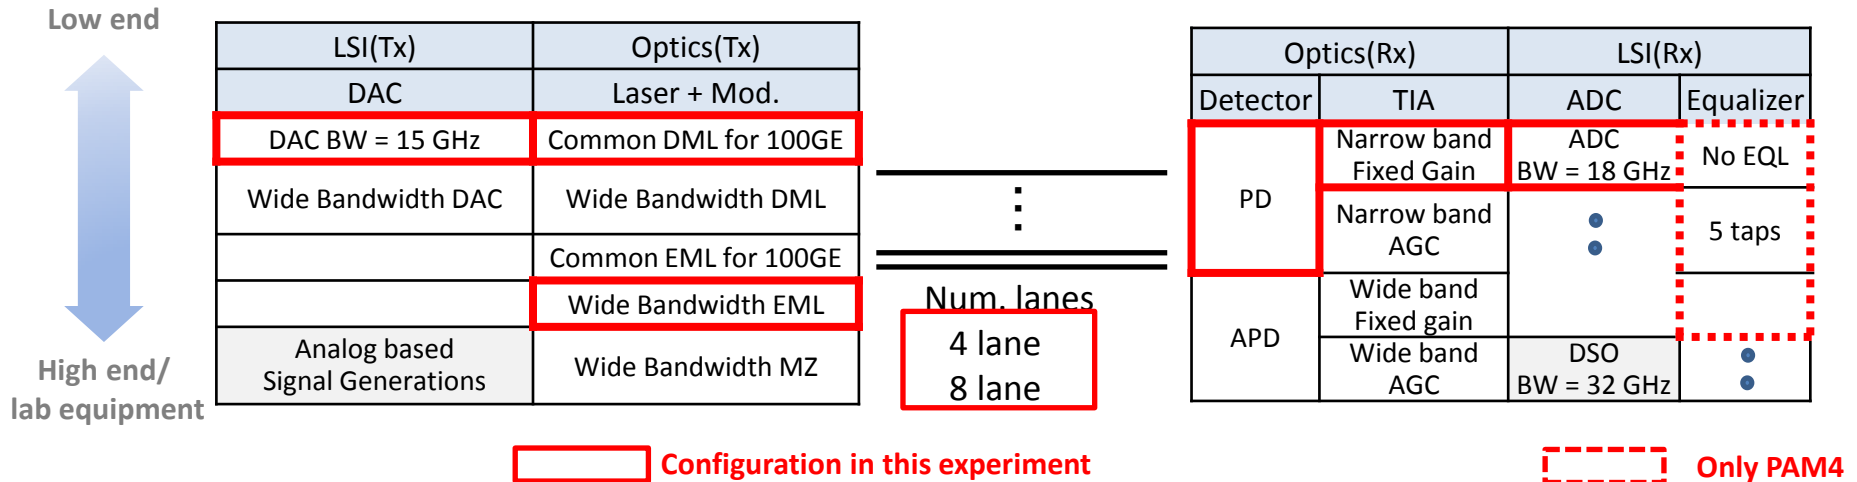 Low end
High end/
lab equipment
LSI(Tx)
Optics(Tx)
DAC
Laser + Mod.
DAC BW = 15 GHz
Common DML for 100GE
Wide Bandwidth DAC
Wide Bandwidth DML
Common EML for 100GE
Wide Bandwidth EML
Analog based
Signal Generations
Wide Bandwidth MZ
Num. lanes
4 lane
8 lane
Optics(Rx)
LSI(Rx)
Detector
TIA
ADC
Equalizer
PD
Narrow band
Fixed Gain
ADC
BW = 18 GHz
No EQL
Narrow band
AGC
5 taps
APD
Wide band
Fixed gain
Wide band
AGC
DSO
BW = 32 GHz
Configuration in this experiment
Only PAM4